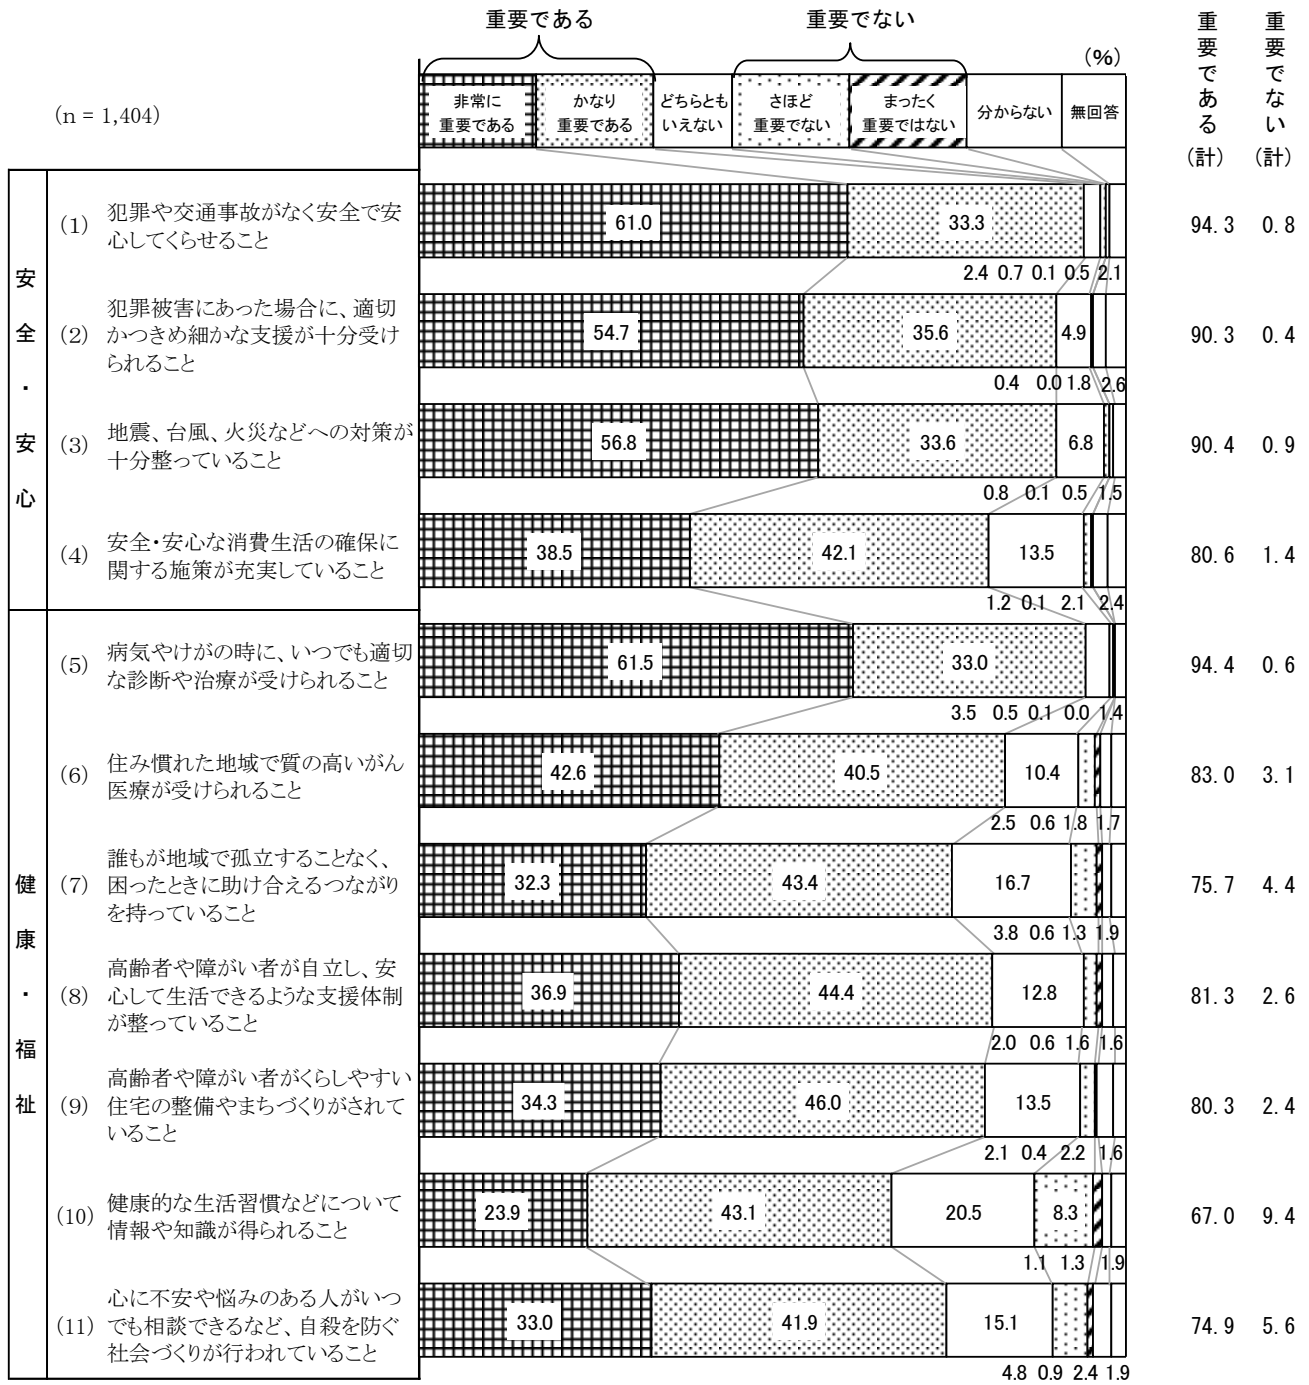 重要である 重要でない
(%)
重要である(計) 重要でない(計)
(n = 1,404)
非常に重要である かなり重要である どちらともいえない さほど重要でない まったく重要ではない 分からない 無回答
安全・安心
(1) 犯罪や交通事故がなく安全で安
心してくらせること
61.0 33.3 94.3 0.8
2.4 0.7 0.1 0.5 2.1
(2) 犯罪被害にあった場合に、適切
かつきめ細かな支援が十分受け
られること
54.7 35.6 4.9 90.3 0.4
0.4 0.0 1.8 2.6
(3) 地震、台風、火災などへの対策が
十分整っていること
56.8 33.6 6.8 90.4 0.9
0.8 0.1 0.5 1.5
(4) 安全・安心な消費生活の確保に
関する施策が充実していること
38.5 42.1 13.5 80.6 1.4
1.2 0.1 2.1 2.4
健康・福祉
(5) 病気やけがの時に、いつでも適切
な診断や治療が受けられること
61.5 33.0 94.4 0.6
3.5 0.5 0.1 0.0 1.4
(6) 住み慣れた地域で質の高いがん
医療が受けられること
42.6 40.5 10.4 83.0 3.1
2.5 0.6 1.8 1.7
(7) 誰もが地域で孤立することなく、
困ったときに助け合えるつながり
を持っていること
32.3 43.4 16.7 75.7 4.4
3.8 0.6 1.3 1.9
(8) 高齢者や障がい者が自立し、安
心して生活できるような支援体制
が整っていること
36.9 44.4 12.8 81.3 2.6
2.0 0.6 1.6 1.6
(9) 高齢者や障がい者がくらしやすい
住宅の整備やまちづくりがされて
いること
34.3 46.0 13.5 80.3 2.4
2.1 0.4 2.2 1.6
(10) 健康的な生活習慣などについて
情報や知識が得られること
23.9 43.1 20.5 8.3 67.0 9.4
1.1 1.3 1.9
(11) 心に不安や悩みのある人がいつ
でも相談できるなど、自殺を防ぐ
社会づくりが行われていること
33.0 41.9 15.1 74.9 5.6
4.8 0.9 2.4 1.9